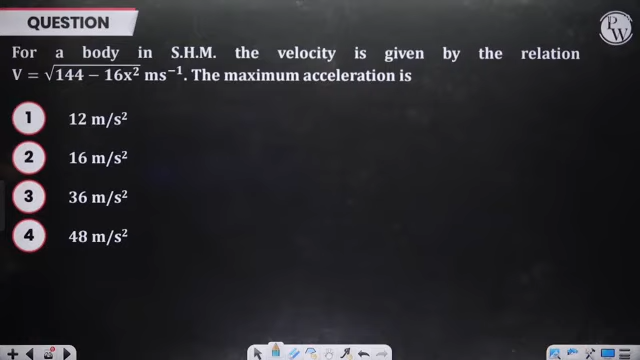 QUESTION
For a body in S.H.M. the velocity is given by the relation
V = √144 − 16x² ms⁻¹. The maximum acceleration is
1 12 m/s²
2 16 m/s²
3 36 m/s²
4 48 m/s²
PW